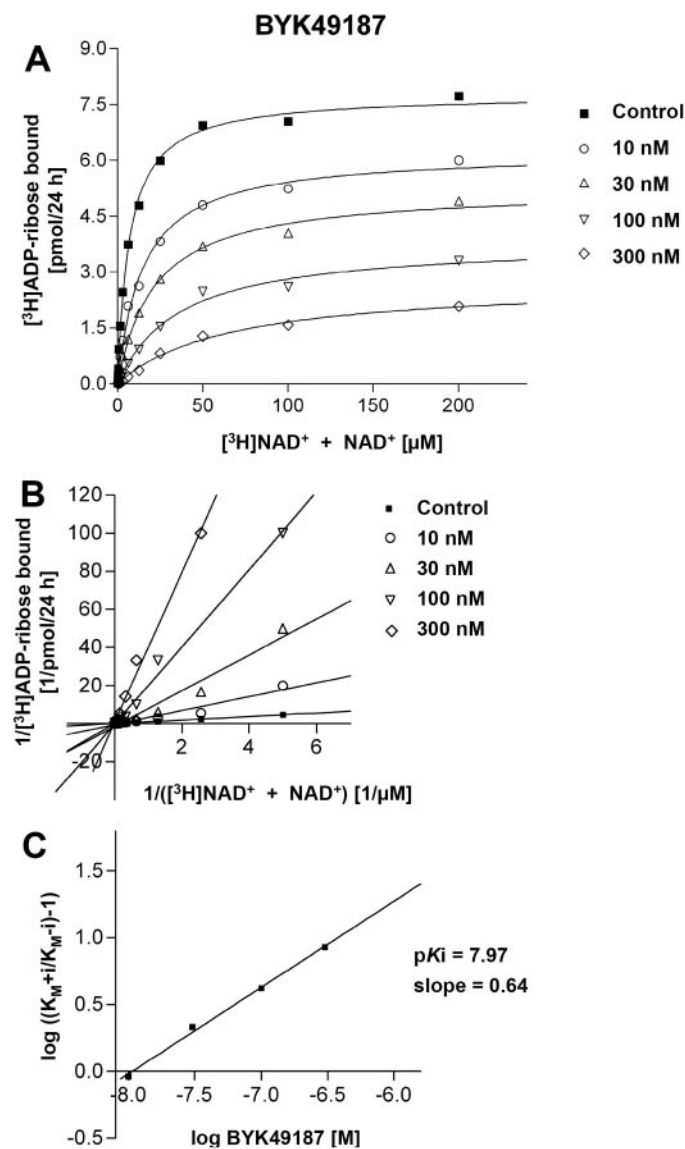 BYK49187
A
9.0
7.5
6.0
4.5
3.0
1.5
0.0
0 50 100 150 200
[³H]ADP-ribose bound
[pmol/24 h]
[³H]NAD⁺ + NAD⁺ [µM]
Control
10 nM
30 nM
100 nM
300 nM
B
120
100
80
60
40
20
-20
2 4 6
1/[³H]ADP-ribose bound
[1/pmol/24 h]
1/([³H]NAD⁺ + NAD⁺) [1/µM]
Control
10 nM
30 nM
100 nM
300 nM
C
1.5
1.0
0.5
0.0
-0.5
-8.0 -7.5 -7.0 -6.5 -6.0
log ((K_M+i/K_M-i)-1)
pKi = 7.97
slope = 0.64
log BYK49187 [M]